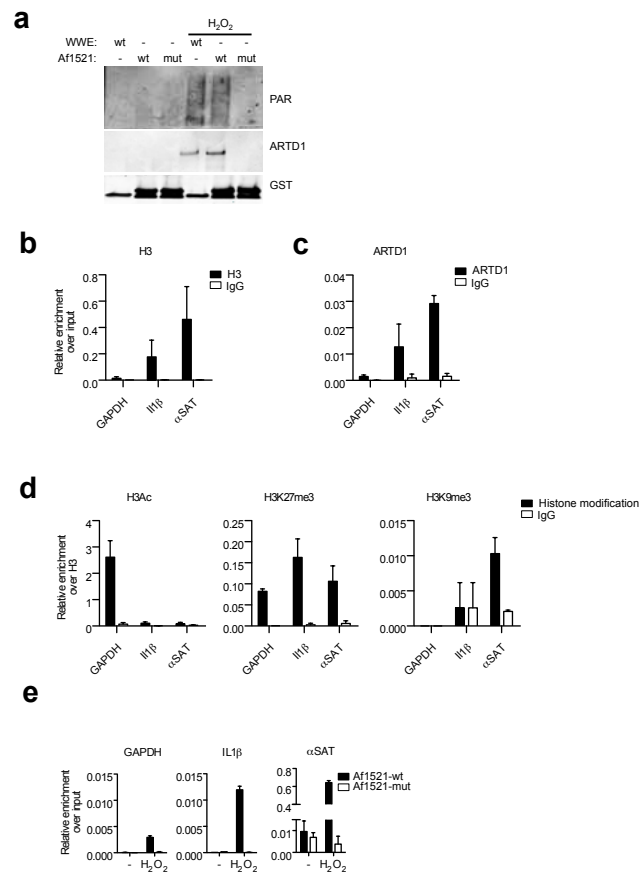 a
H2O2
WWE: wt - - wt - -
Af1521: - wt mut - wt mut
PAR
ARTD1
GST
b
H3
H3
IgG
Relative enrichment
over input
0.8
0.6
0.4
0.2
0.0
GAPDH
Il1β
αSAT
c
ARTD1
ARTD1
IgG
0.04
0.03
0.02
0.01
0.00
GAPDH
Il1β
αSAT
d
H3Ac
Relative enrichment
over H3
4
3
2
1
0
GAPDH
Il1β
αSAT
H3K27me3
0.25
0.20
0.15
0.10
0.05
0.00
GAPDH
Il1β
αSAT
H3K9me3
Histone modification
IgG
0.015
0.010
0.005
0.000
GAPDH
Il1β
αSAT
e
GAPDH
Relative enrichment
over input
0.015
0.010
0.005
0.000
- H2O2
IL1β
0.015
0.010
0.005
0.000
- H2O2
αSAT
Af1521-wt
Af1521-mut
0.8
0.6
0.4
0.01
0.00
- H2O2